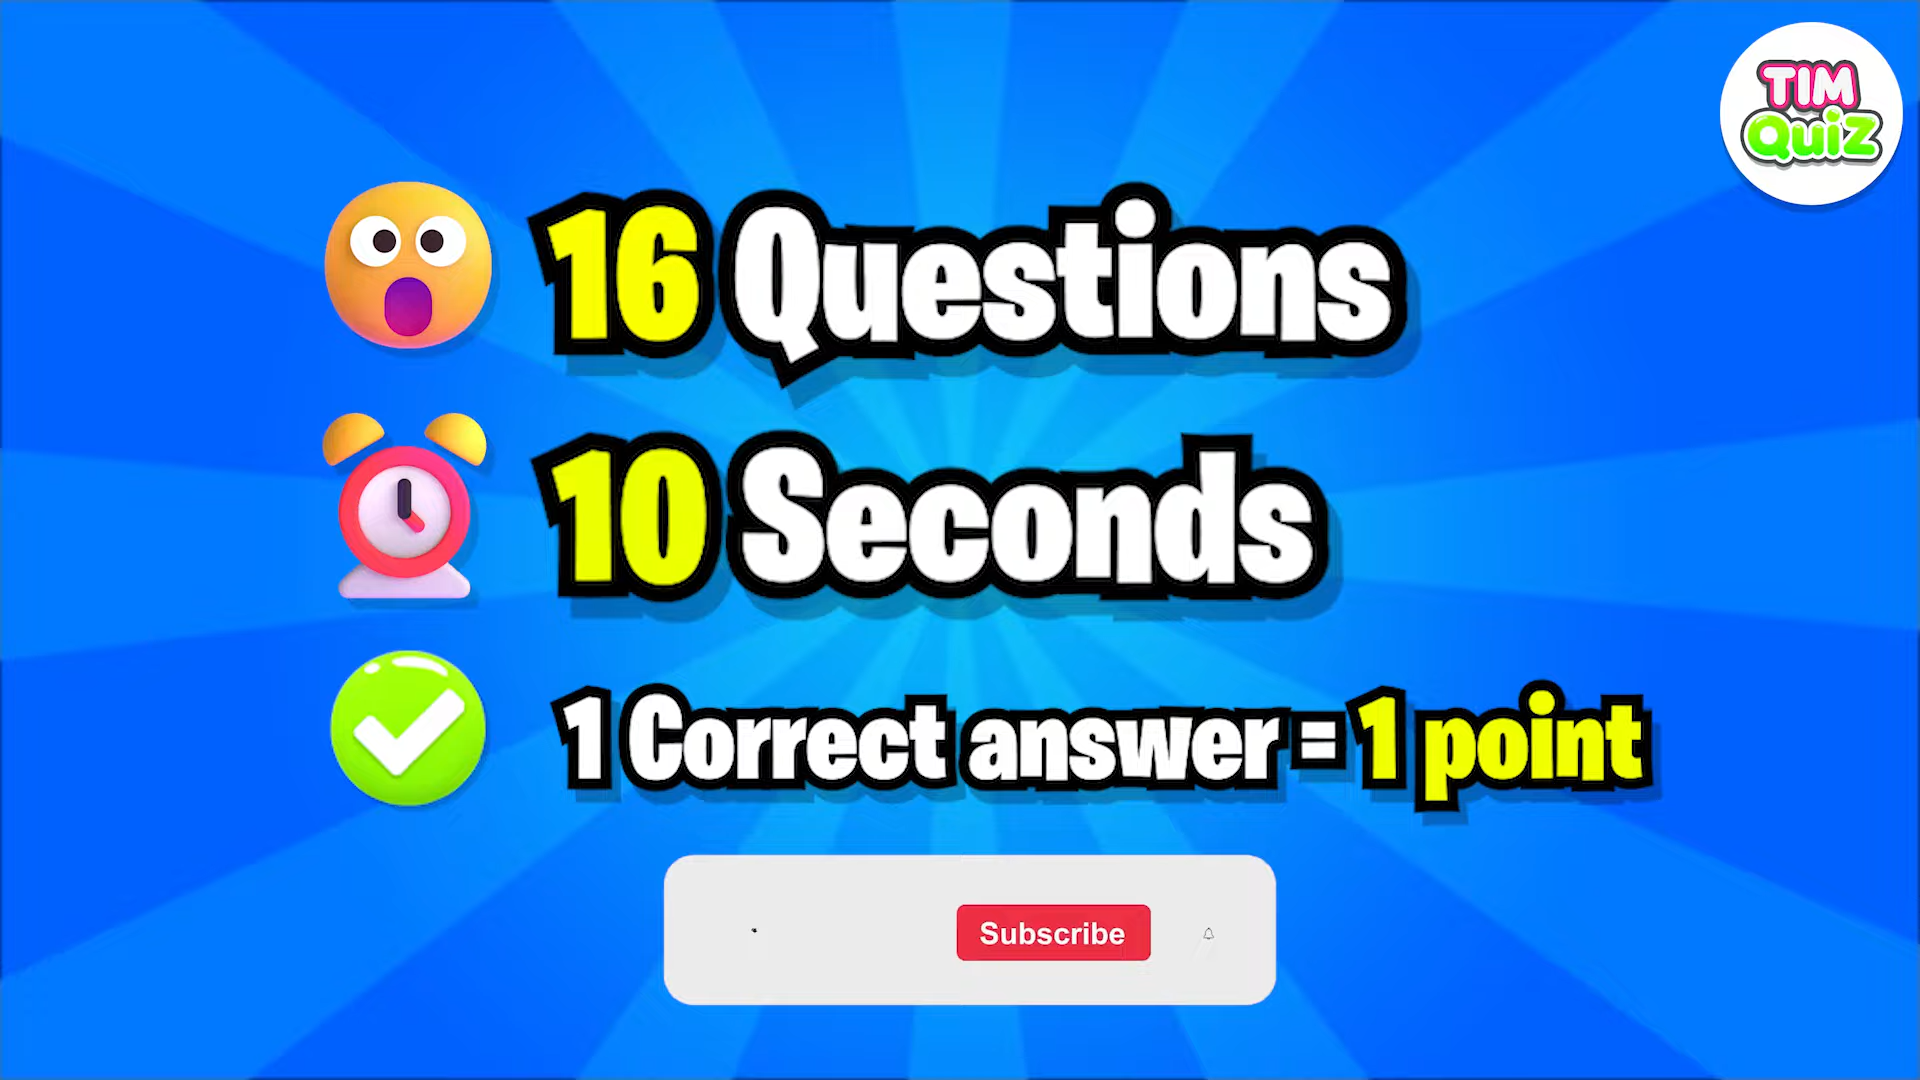 TIM
Quiz
16 Questions
10 Seconds
1 Correct answer = 1 point
Subscribe